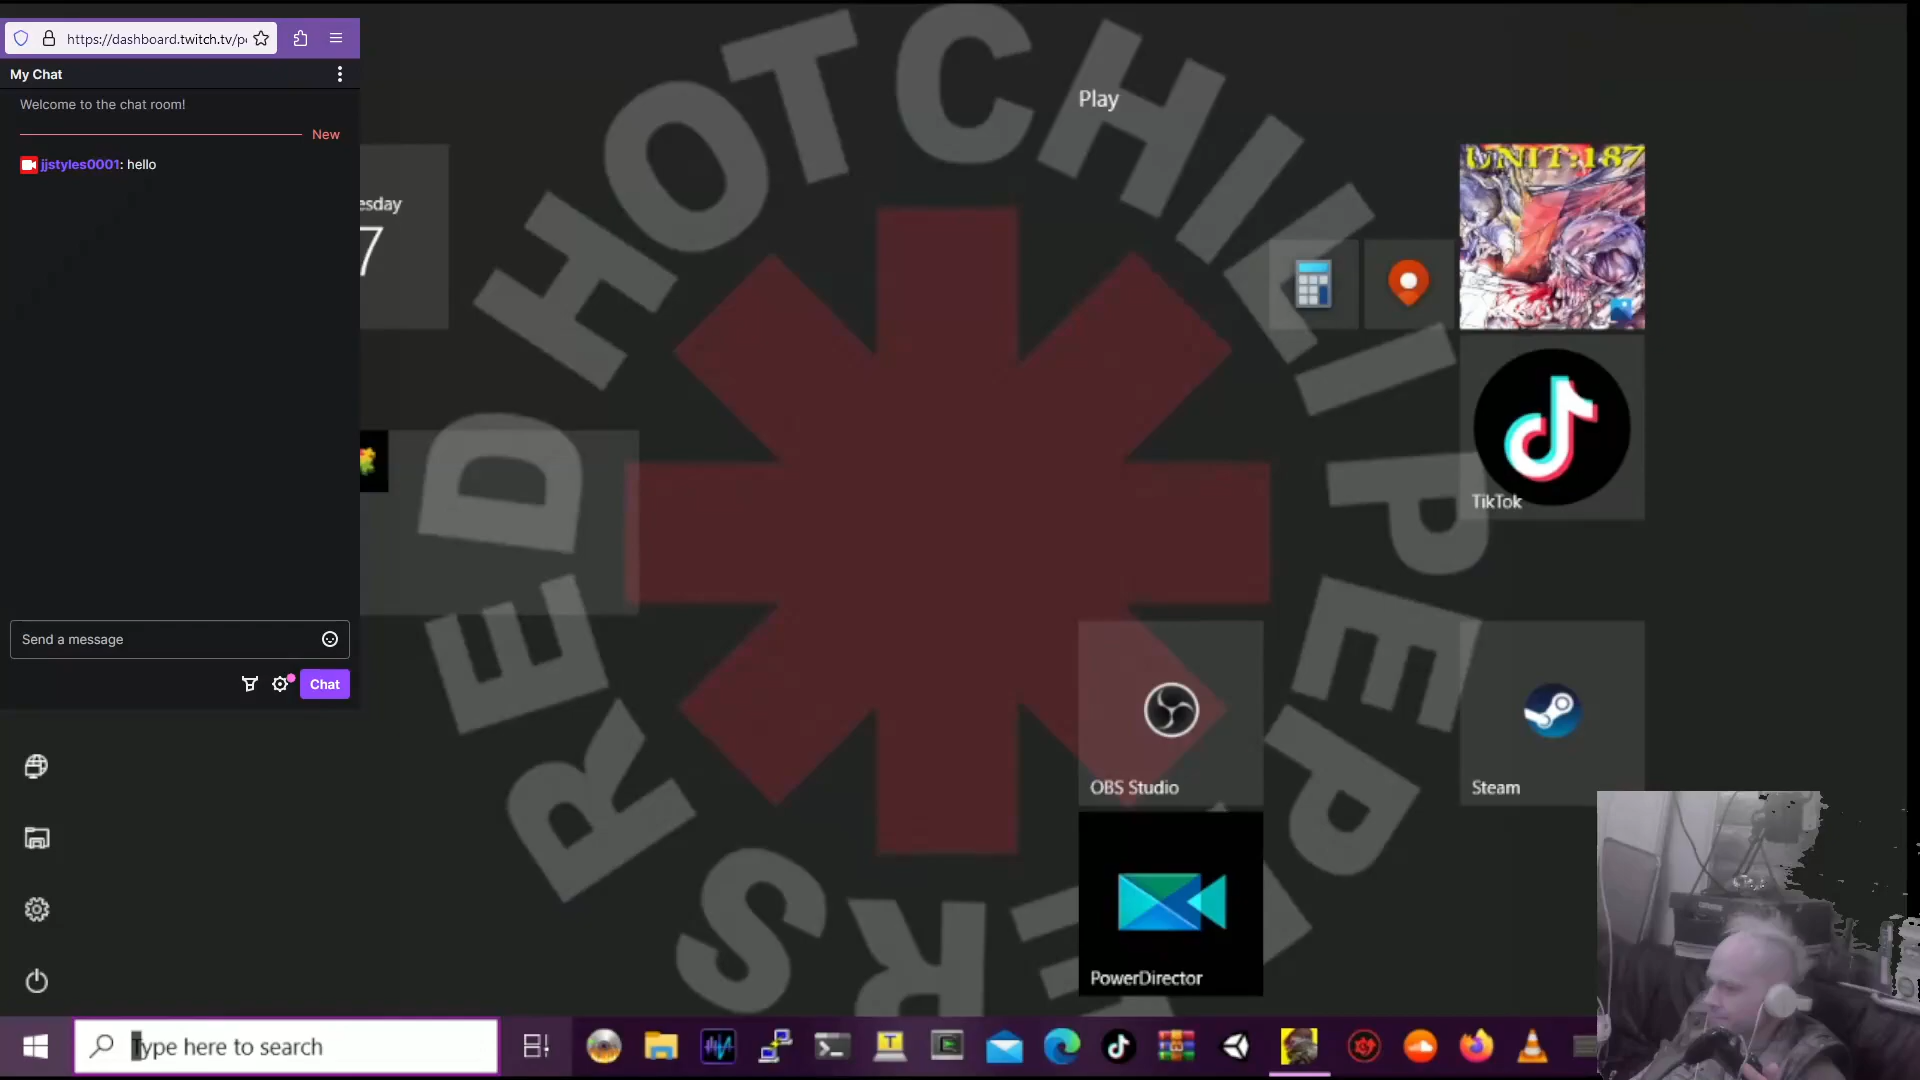 https://dashboard.twitch.tv/p
My Chat
Welcome to the chat room!
New
jjstyles0001: hello
Send a message
Chat
esday
7
Play
RED HOT CHILI PEPPERS
UNIT:187
TikTok
OBS Studio
Steam
PowerDirector
Type here to search